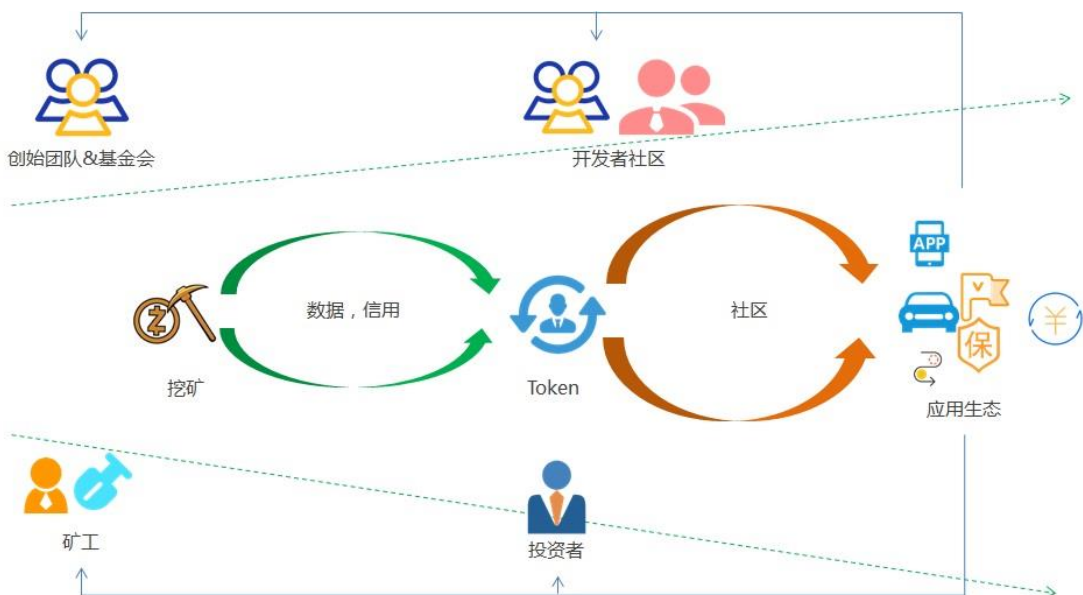 创始团队&基金会
开发者社区
APP
数据，信用
社区
保
挖矿
Token
应用生态
矿工
投资者